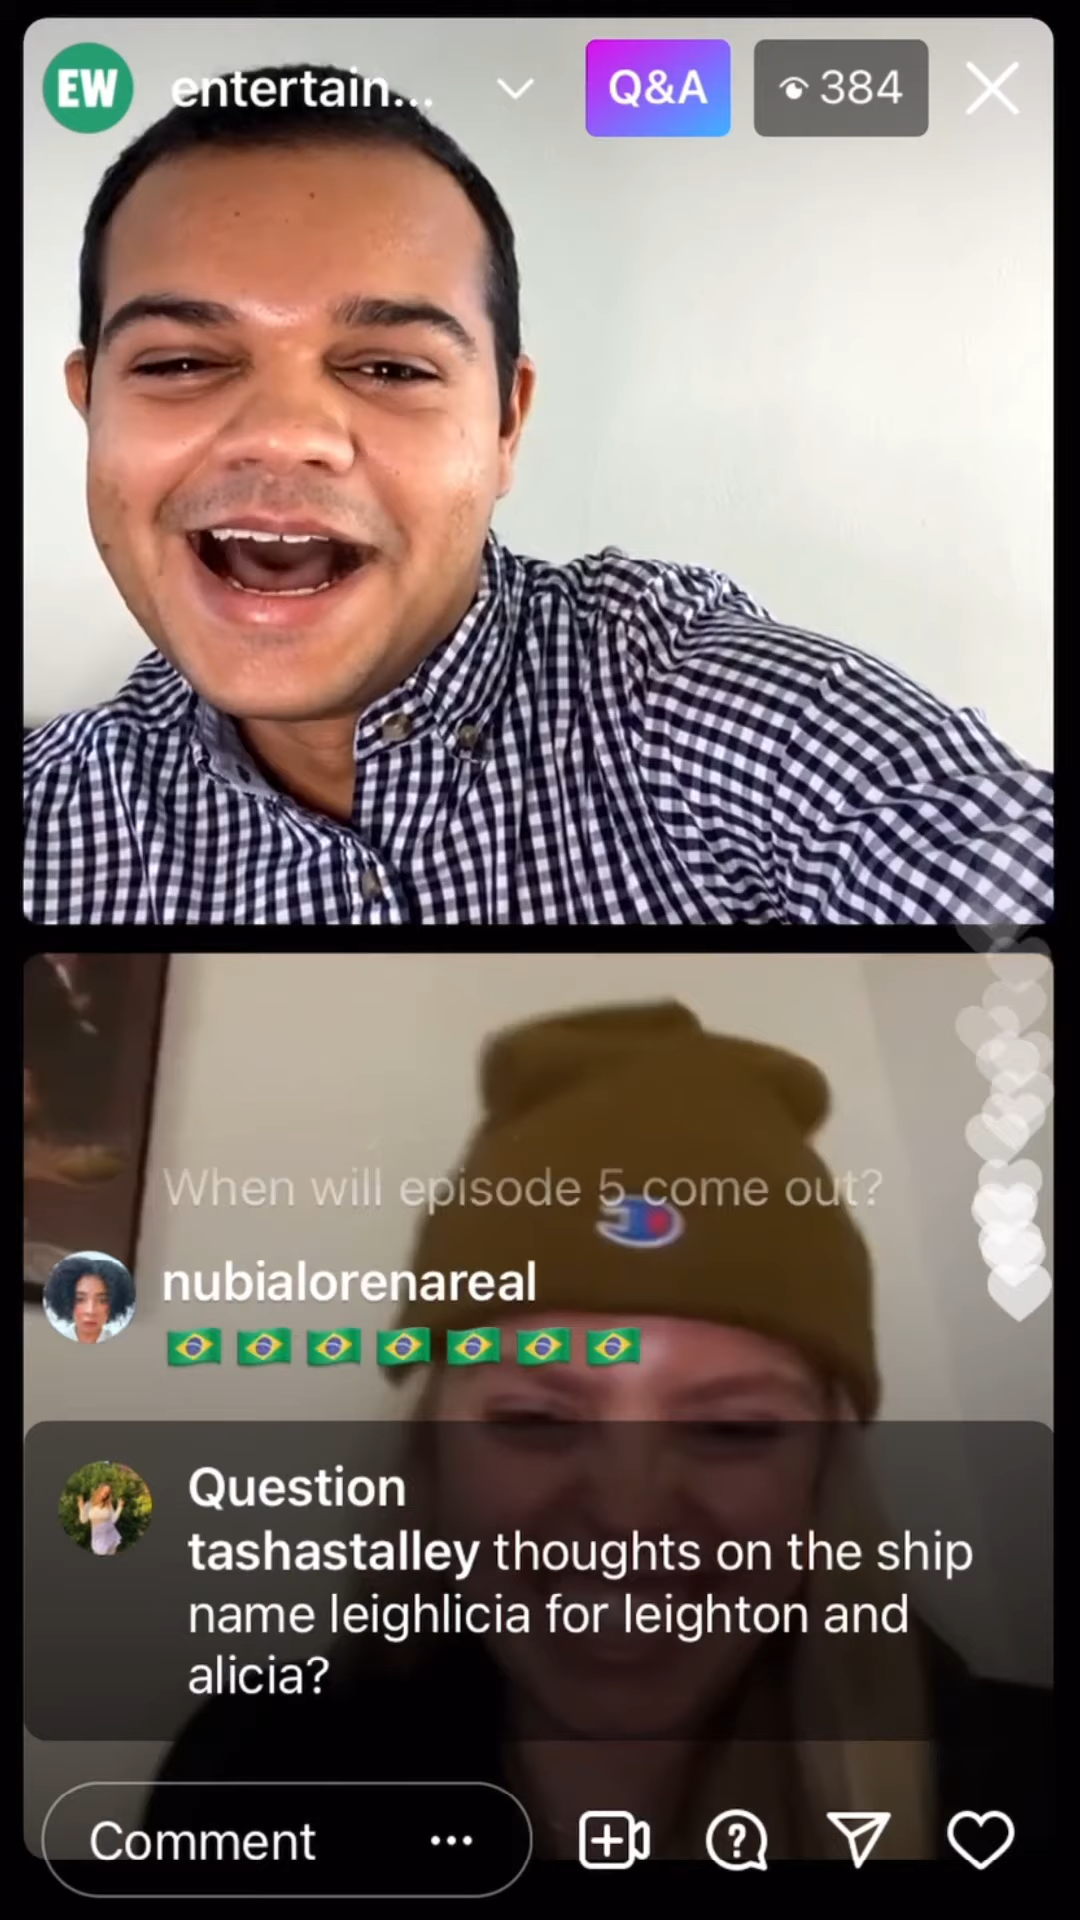 EW entertain... Q&A 384
When will episode 5 come out?
nubialorenareal
🇧🇷 🇧🇷 🇧🇷 🇧🇷 🇧🇷 🇧🇷 🇧🇷
Question
tashastalley thoughts on the ship
name leighlicia for leighton and
alicia?
Comment